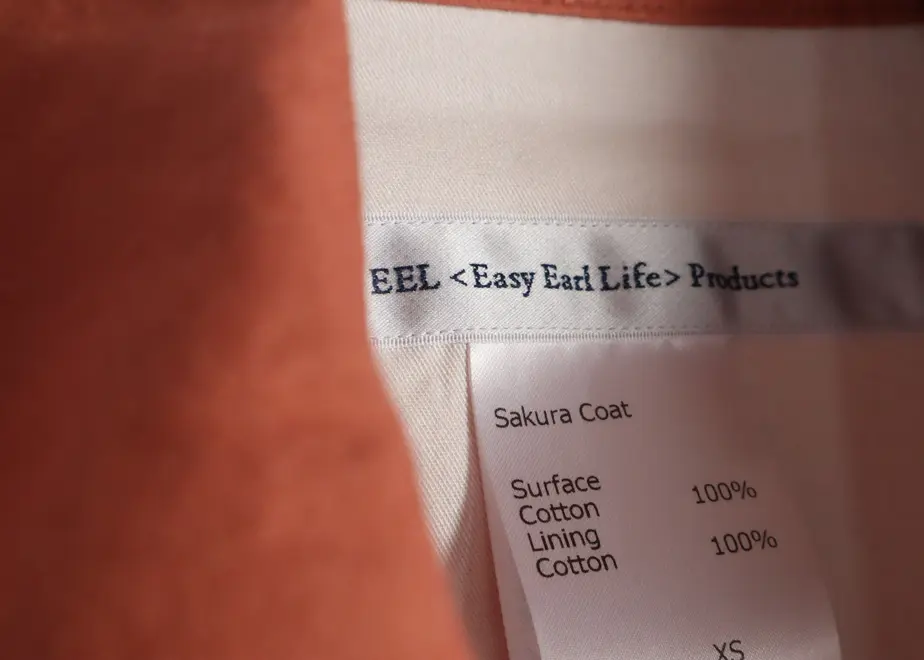 EEL <Easy Earl Life> Products
Sakura Coat
Surface
Cotton 100%
Lining
Cotton 100%
XS